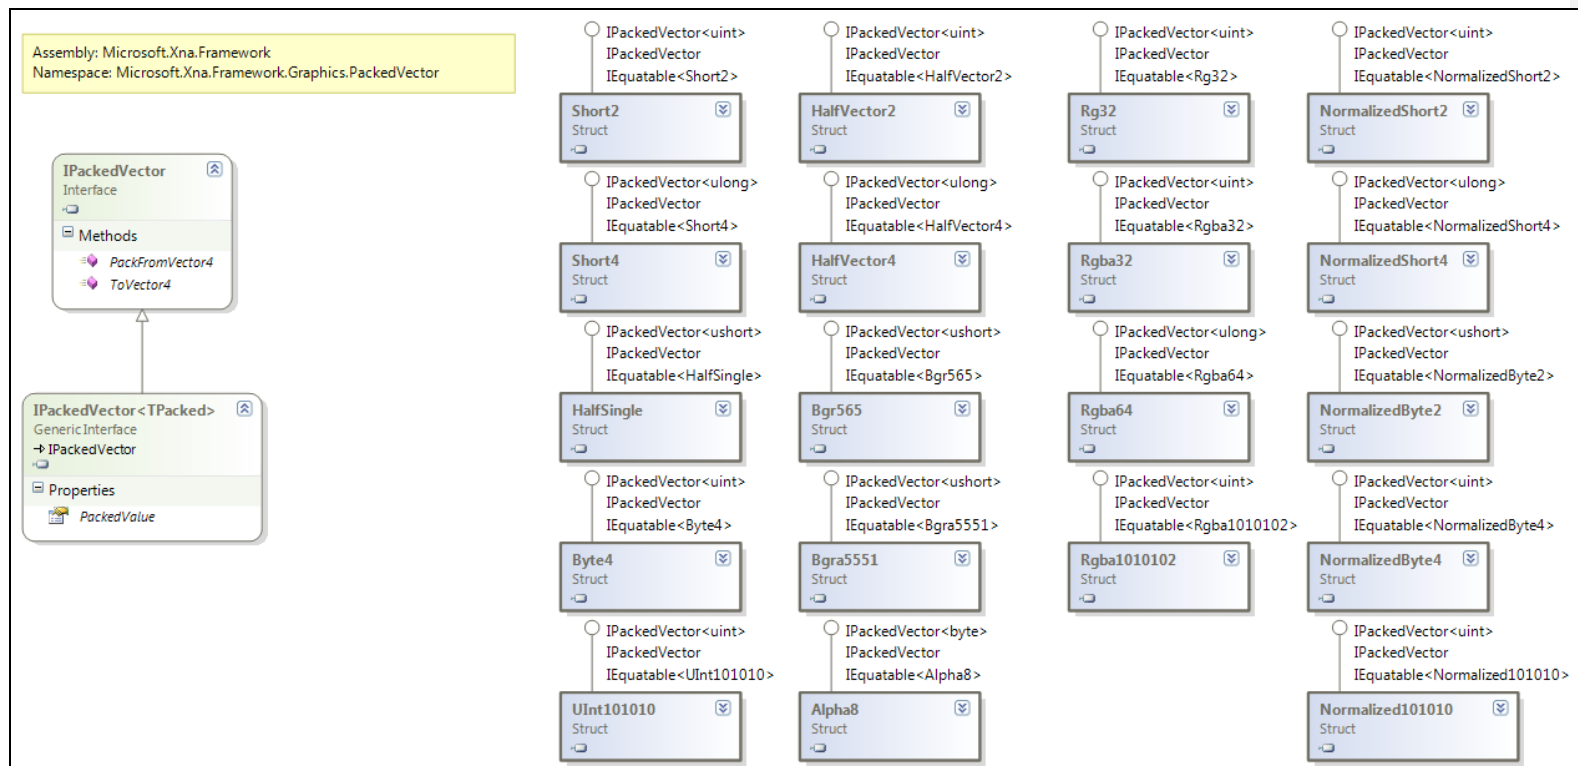 Assembly: Microsoft.Xna.Framework
Namespace: Microsoft.Xna.Framework.Graphics.PackedVector
IPackedVector
Interface
Methods
PackFromVector4
ToVector4
IPackedVector<TPacked>
Generic Interface
IPackedVector
Properties
PackedValue
IPackedVector<uint>
IPackedVector
IEquatable<Short2>
Short2
Struct
IPackedVector<ulong>
IPackedVector
IEquatable<Short4>
Short4
Struct
IPackedVector<ushort>
IPackedVector
IEquatable<HalfSingle>
HalfSingle
Struct
IPackedVector<uint>
IPackedVector
IEquatable<Byte4>
Byte4
Struct
IPackedVector<uint>
IPackedVector
IEquatable<UInt101010>
UInt101010
Struct
IPackedVector<uint>
IPackedVector
IEquatable<HalfVector2>
HalfVector2
Struct
IPackedVector<ulong>
IPackedVector
IEquatable<HalfVector4>
HalfVector4
Struct
IPackedVector<ushort>
IPackedVector
IEquatable<Bgr565>
Bgr565
Struct
IPackedVector<ushort>
IPackedVector
IEquatable<Bgra5551>
Bgra5551
Struct
IPackedVector<byte>
IPackedVector
IEquatable<Alpha8>
Alpha8
Struct
IPackedVector<uint>
IPackedVector
IEquatable<Rg32>
Rg32
Struct
IPackedVector<uint>
IPackedVector
IEquatable<Rgba32>
Rgba32
Struct
IPackedVector<ulong>
IPackedVector
IEquatable<Rgba64>
Rgba64
Struct
IPackedVector<uint>
IPackedVector
IEquatable<Rgba1010102>
Rgba1010102
Struct
IPackedVector<uint>
IPackedVector
IEquatable<NormalizedShort2>
NormalizedShort2
Struct
IPackedVector<ulong>
IPackedVector
IEquatable<NormalizedShort4>
NormalizedShort4
Struct
IPackedVector<ushort>
IPackedVector
IEquatable<NormalizedByte2>
NormalizedByte2
Struct
IPackedVector<uint>
IPackedVector
IEquatable<NormalizedByte4>
NormalizedByte4
Struct
IPackedVector<uint>
IPackedVector
IEquatable<Normalized101010>
Normalized101010
Struct